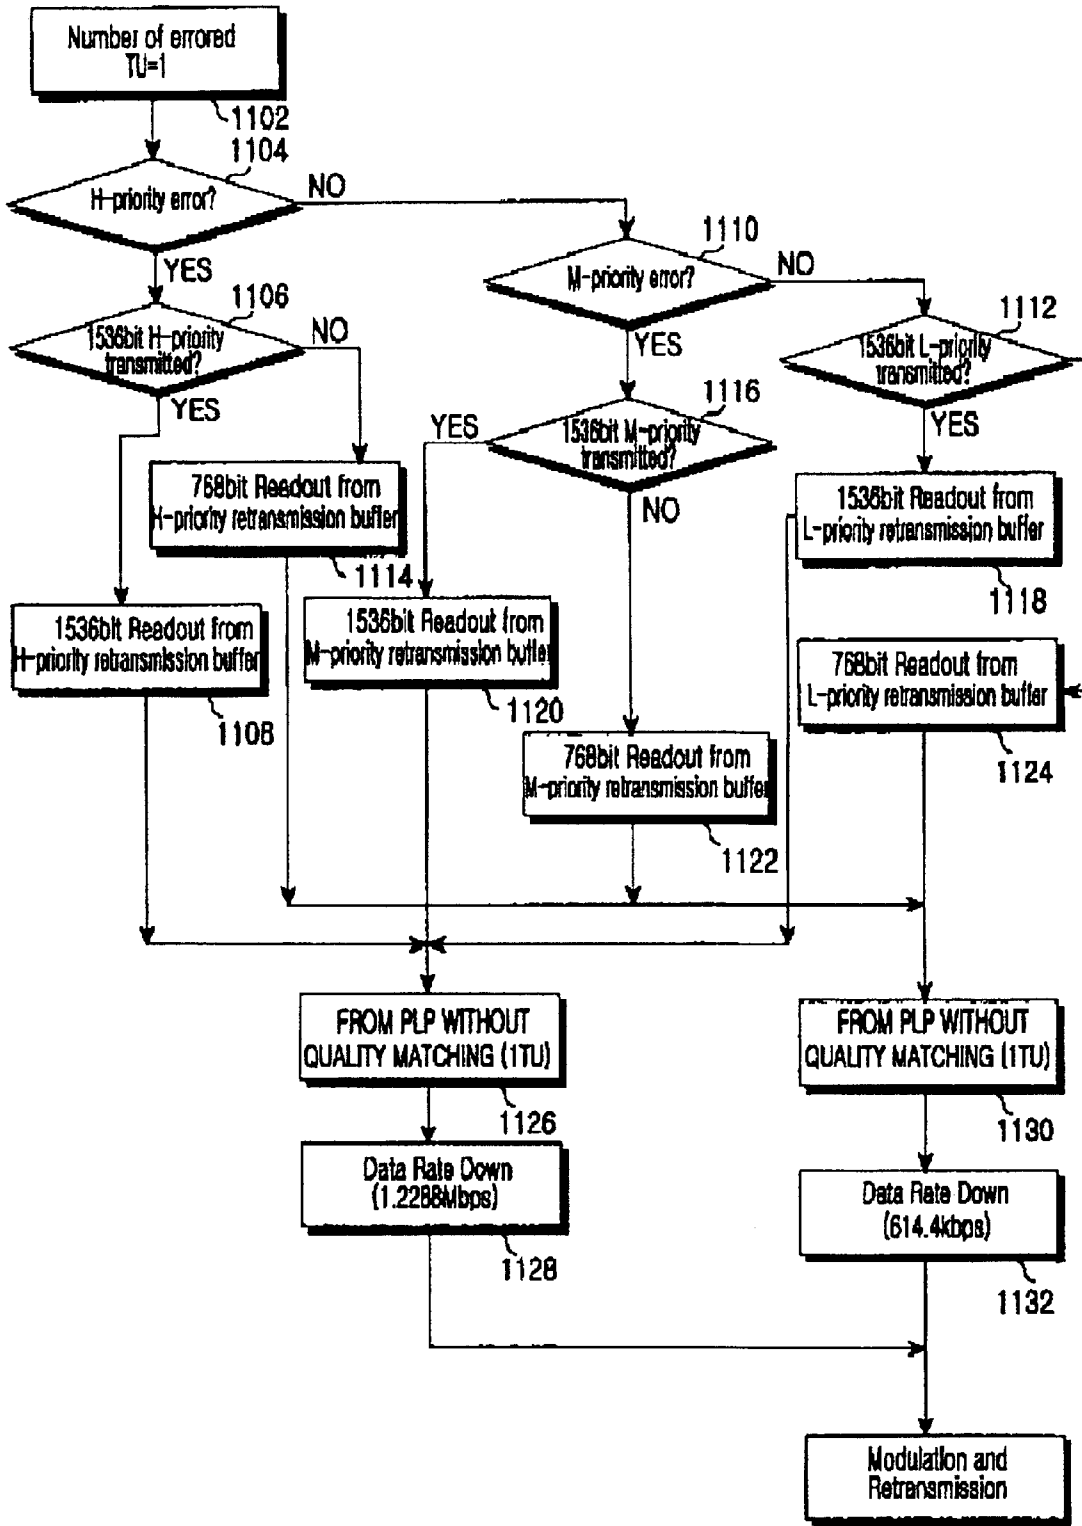 Number of errored
TU=1
1102
1104
H-priority error?
NO
YES
1110
M-priority error?
NO
YES
1106
1536bit H-priority
transmitted?
NO
YES
1112
1536bit L-priority
transmitted?
YES
1116
1536bit M-priority
transmitted?
YES
NO
768bit Readout from
H-priority retransmission buffer
1114
1536bit Readout from
L-priority retransmission buffer
1118
1536bit Readout from
H-priority retransmission buffer
1108
1536bit Readout from
M-priority retransmission buffer
1120
768bit Readout from
L-priority retransmission buffer
1124
768bit Readout from
M-priority retransmission buffer
1122
FROM PLP WITHOUT
QUALITY MATCHING (1TU)
1126
FROM PLP WITHOUT
QUALITY MATCHING (1TU)
1130
Data Rate Down
(1.2288Mbps)
1128
Data Rate Down
(614.4kbps)
1132
Modulation and
Retransmission